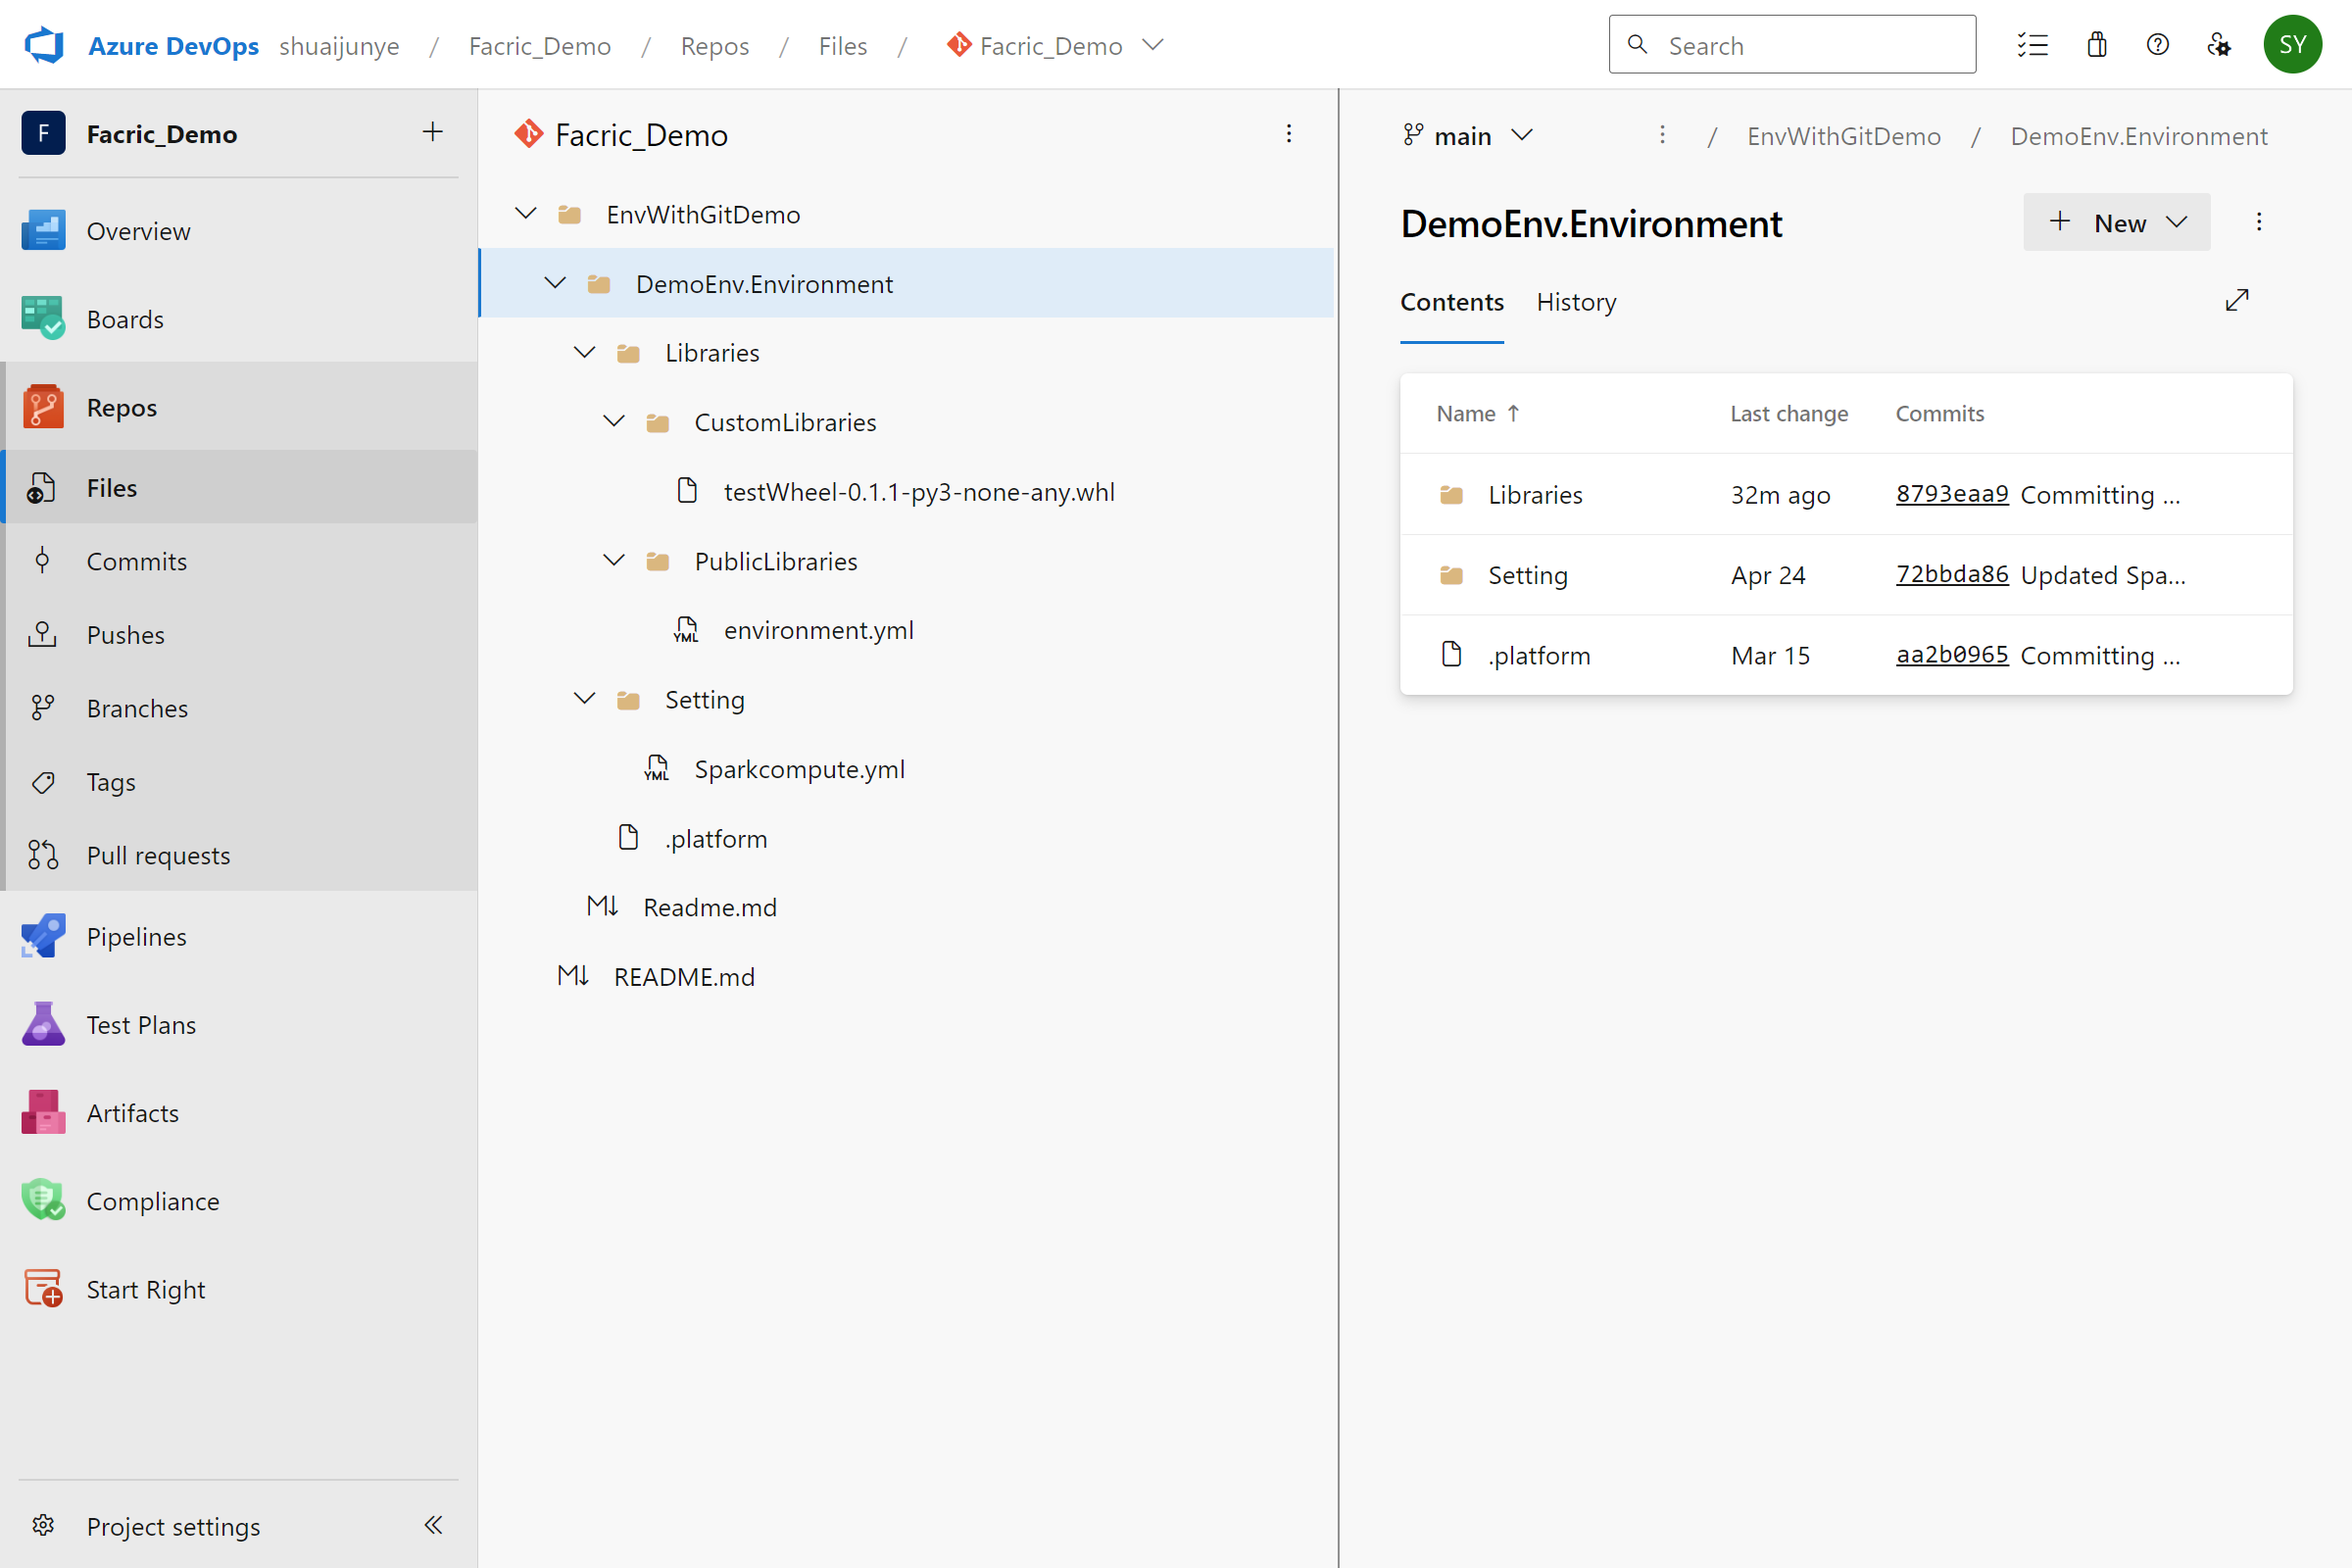 Azure DevOps shuaijunye / Facric_Demo / Repos / Files / Facric_Demo
Search
SY
F Facric_Demo
Overview
Boards
Repos
Files
Commits
Pushes
Branches
Tags
Pull requests
Pipelines
Test Plans
Artifacts
Compliance
Start Right
Project settings
Facric_Demo
EnvWithGitDemo
DemoEnv.Environment
Libraries
CustomLibraries
testWheel-0.1.1-py3-none-any.whl
PublicLibraries
YML environment.yml
Setting
YML Sparkcompute.yml
.platform
M↓ Readme.md
M↓ README.md
main / EnvWithGitDemo / DemoEnv.Environment
DemoEnv.Environment
New
Contents History
Name ↑ Last change Commits
Libraries 32m ago 8793eaa9 Committing ...
Setting Apr 24 72bbda86 Updated Spa...
.platform Mar 15 aa2b0965 Committing ...